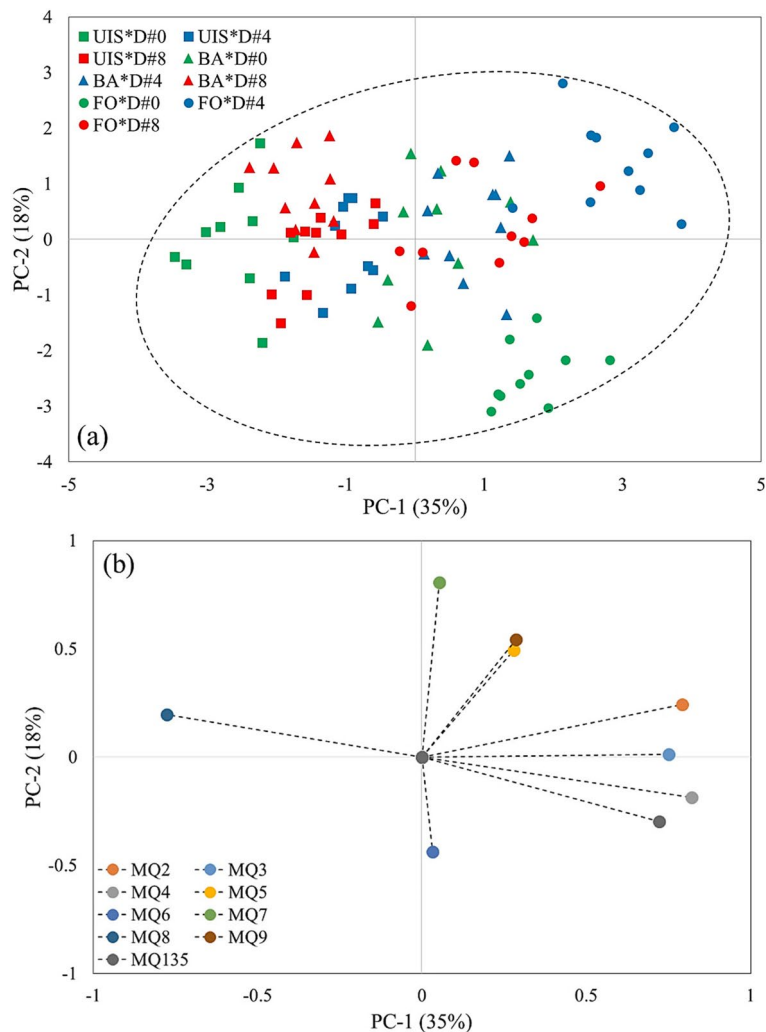 UIS*D#0 UIS*D#4
UIS*D#8 BA*D#0
BA*D#4 BA*D#8
FO*D#0 FO*D#4
FO*D#8
4
3
2
1
0
-1
-2
-3
-4
PC-2 (18%)
(a)
-5 -3 -1 1 3 5
PC-1 (35%)
(b)
1
0.5
0
-0.5
-1
PC-2 (18%)
MQ2 MQ3
MQ4 MQ5
MQ6 MQ7
MQ8 MQ9
MQ135
-1 -0.5 0 0.5 1
PC-1 (35%)